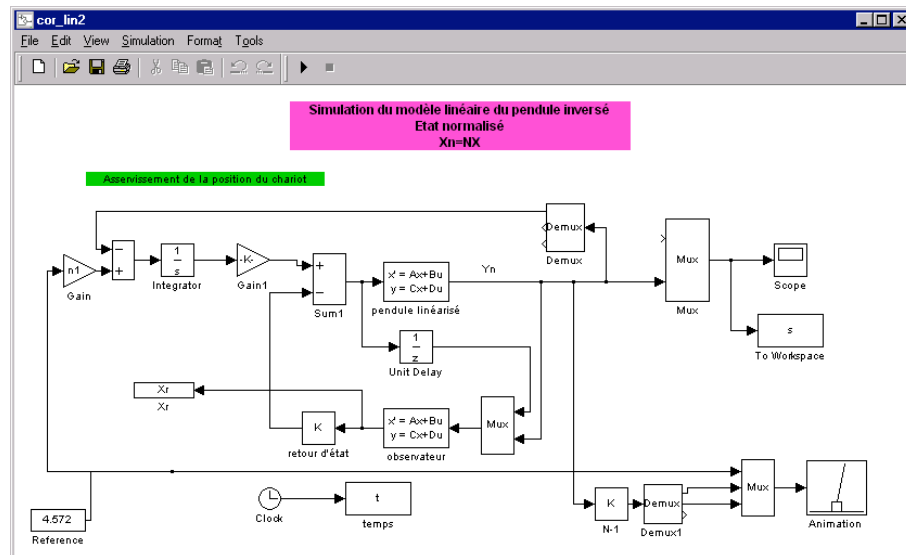 cor_lin2
File Edit View Simulation Format Tools
Simulation du modèle linéaire du pendule inversé
Etat normalisé
Xn=NX
Asservissement de la position du chariot
n1
Gain
−
+
1
s
Integrator
-K-
Gain1
+
−
Sum1
x' = Ax+Bu
y = Cx+Du
pendule linéarisé
Yn
Demux
Demux
Mux
Mux
Scope
s
To Workspace
1
z
Unit Delay
Xr
Xr
K
retour d'état
x' = Ax+Bu
y = Cx+Du
observateur
Mux
4.572
Reference
Clock
t
temps
K
N-1
Demux
Demux1
Mux
Animation